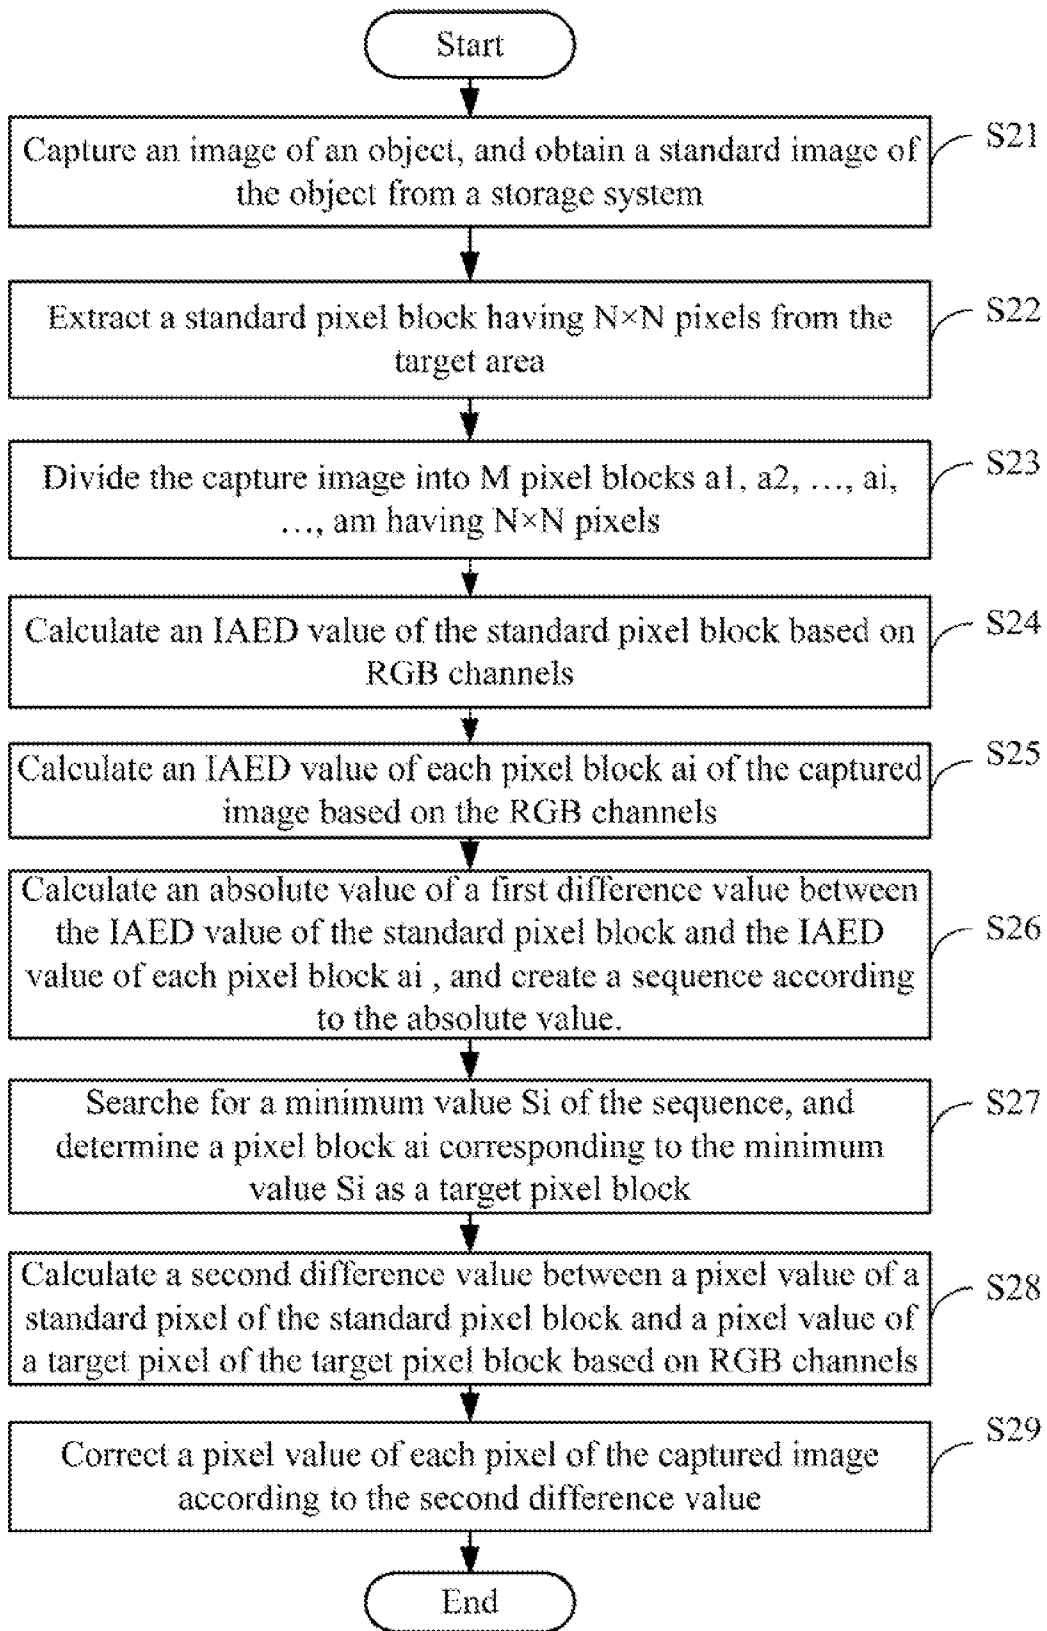 Start
Capture an image of an object, and obtain a standard image of
the object from a storage system
S21
Extract a standard pixel block having N×N pixels from the
target area
S22
Divide the capture image into M pixel blocks a1, a2, …, ai,
…, am having N×N pixels
S23
Calculate an IAED value of the standard pixel block based on
RGB channels
S24
Calculate an IAED value of each pixel block ai of the captured
image based on the RGB channels
S25
Calculate an absolute value of a first difference value between
the IAED value of the standard pixel block and the IAED
value of each pixel block ai , and create a sequence according
to the absolute value.
S26
Searche for a minimum value Si of the sequence, and
determine a pixel block ai corresponding to the minimum
value Si as a target pixel block
S27
Calculate a second difference value between a pixel value of a
standard pixel of the standard pixel block and a pixel value of
a target pixel of the target pixel block based on RGB channels
S28
Correct a pixel value of each pixel of the captured image
according to the second difference value
S29
End